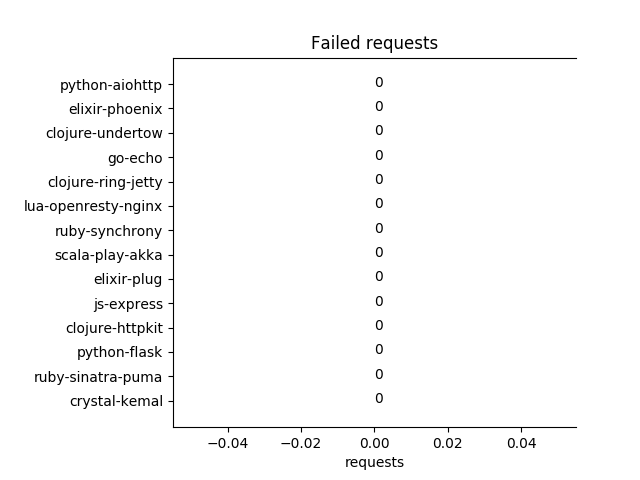 Failed requests
python-aiohttp 0
elixir-phoenix 0
clojure-undertow 0
go-echo 0
clojure-ring-jetty 0
lua-openresty-nginx 0
ruby-synchrony 0
scala-play-akka 0
elixir-plug 0
js-express 0
clojure-httpkit 0
python-flask 0
ruby-sinatra-puma 0
crystal-kemal 0
−0.04 −0.02 0.00 0.02 0.04
requests